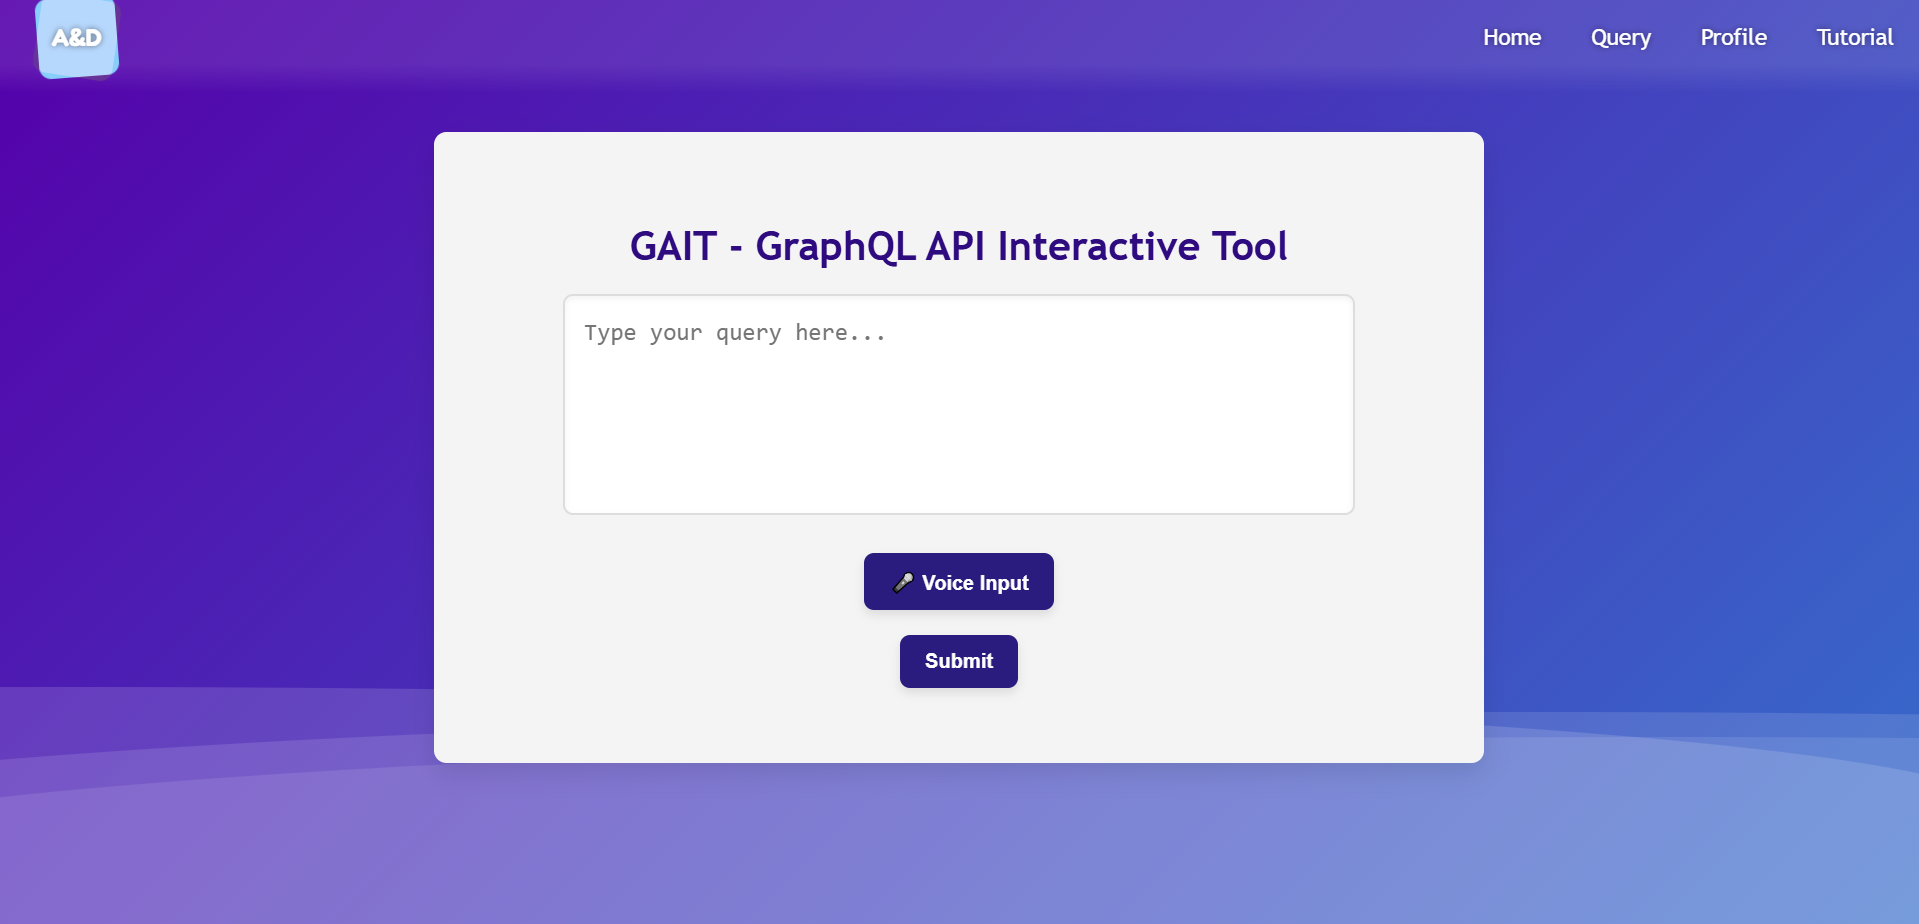 A&D
Home Query Profile Tutorial
GAIT - GraphQL API Interactive Tool
Type your query here...
🎤 Voice Input
Submit